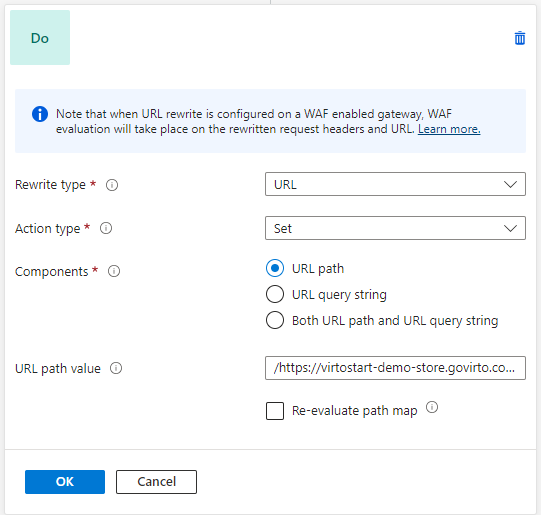 Do
Note that when URL rewrite is configured on a WAF enabled gateway, WAF
evaluation will take place on the rewritten request headers and URL. Learn more.
Rewrite type *
URL
Action type *
Set
Components *
URL path
URL query string
Both URL path and URL query string
URL path value
/https://virtostart-demo-store.govirto.co...
Re-evaluate path map
OK
Cancel